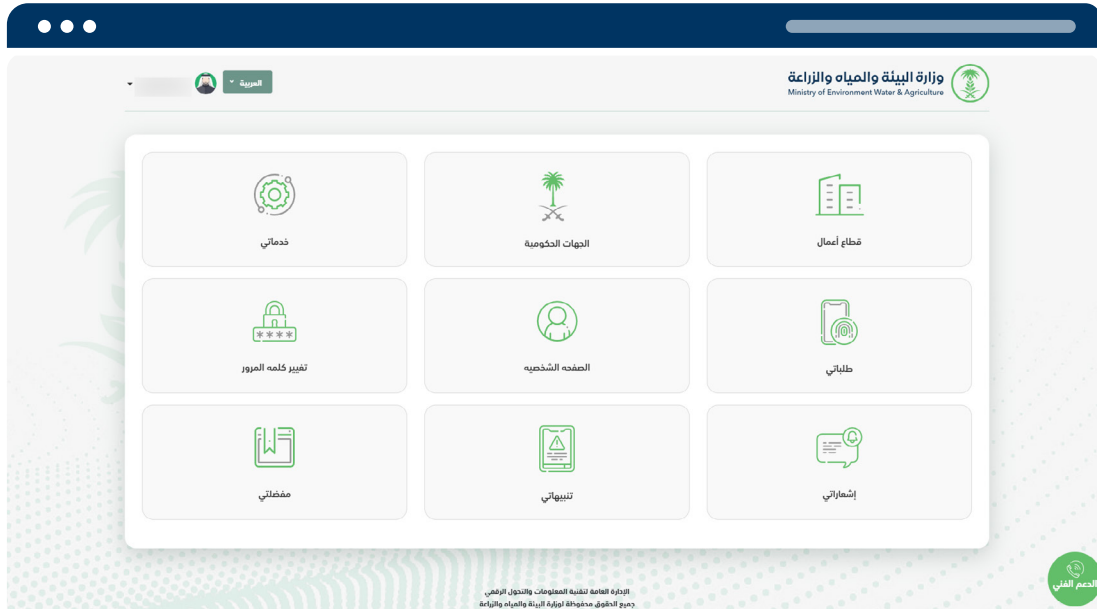 وزارة البيئة والمياه والزراعة
Ministry of Environment Water & Agriculture
العربية
قطاع أعمال
الجهات الحكومية
خدماتي
طلباتي
الصفحه الشخصيه
تغيير كلمه المرور
****
إشعاراتي
تنبيهاتي
مفضلتي
الدعم الفني
الإدارة العامة لتقنية المعلومات والتحول الرقمي
جميع الحقوق محفوظة لوزارة البيئة والمياه والزراعة